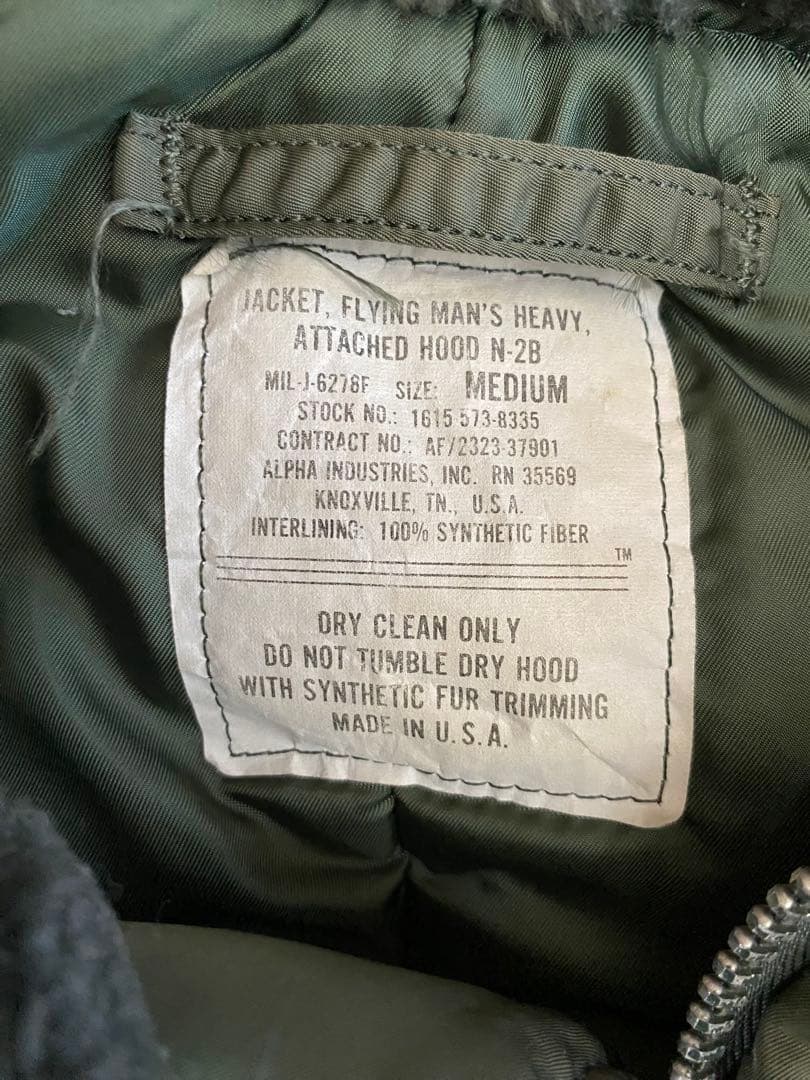 JACKET, FLYING MAN'S HEAVY,
ATTACHED HOOD N-2B
MIL-J-6278F SIZE: MEDIUM
STOCK NO.: 1615-573-8335
CONTRACT NO.: AF/2323-37901
ALPHA INDUSTRIES, INC. RN 35569
KNOXVILLE, TN., U.S.A.
INTERLINING: 100% SYNTHETIC FIBER
TM
DRY CLEAN ONLY
DO NOT TUMBLE DRY HOOD
WITH SYNTHETIC FUR TRIMMING
MADE IN U.S.A.